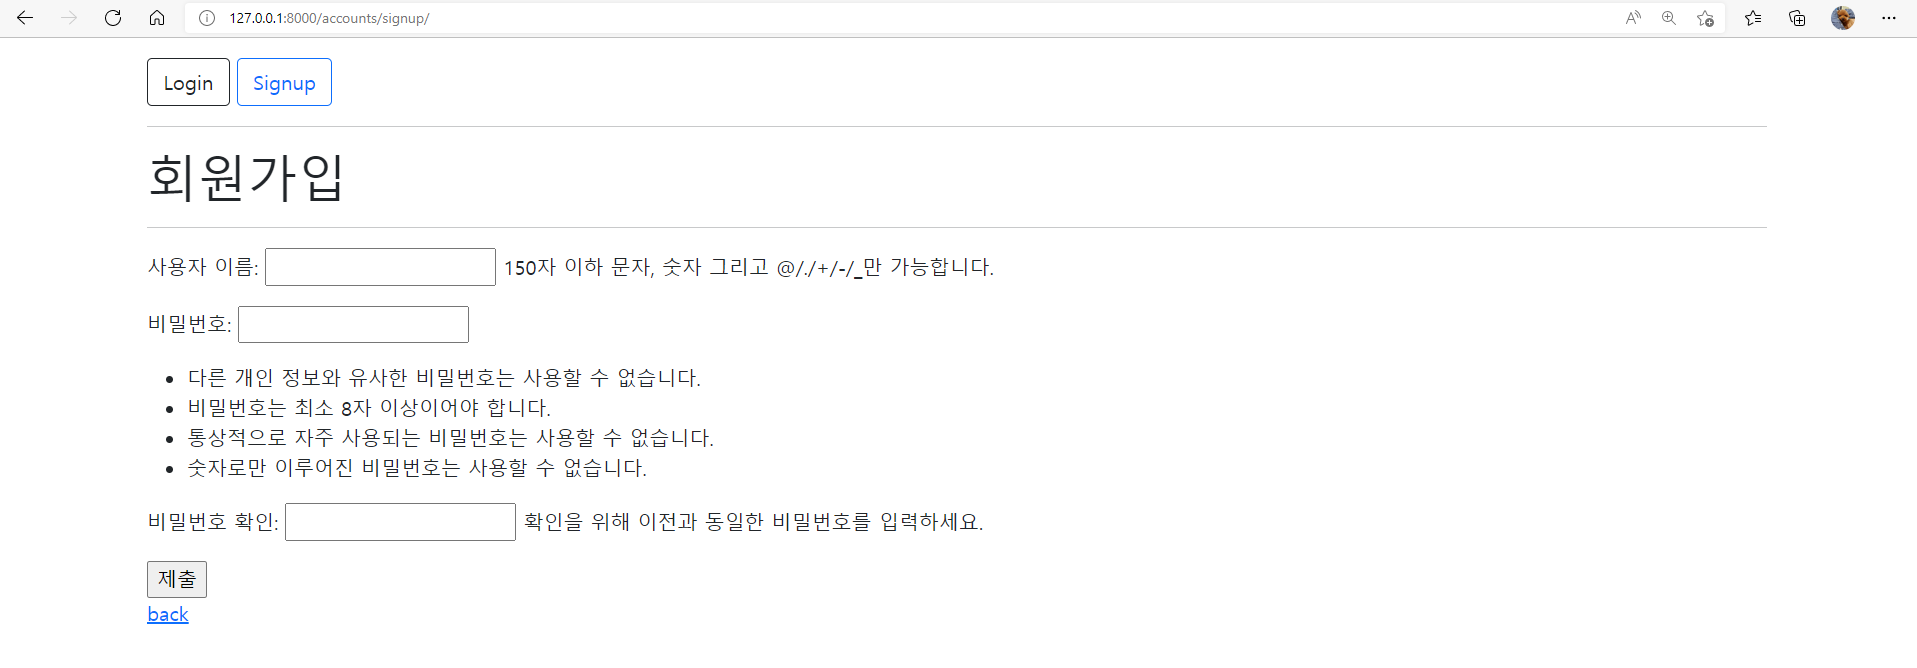 127.0.0.1:8000/accounts/signup/
Login Signup
회원가입
사용자 이름: 150자 이하 문자, 숫자 그리고 @/./+/-/_만 가능합니다.
비밀번호:
다른 개인 정보와 유사한 비밀번호는 사용할 수 없습니다.
비밀번호는 최소 8자 이상이어야 합니다.
통상적으로 자주 사용되는 비밀번호는 사용할 수 없습니다.
숫자로만 이루어진 비밀번호는 사용할 수 없습니다.
비밀번호 확인: 확인을 위해 이전과 동일한 비밀번호를 입력하세요.
제출
back